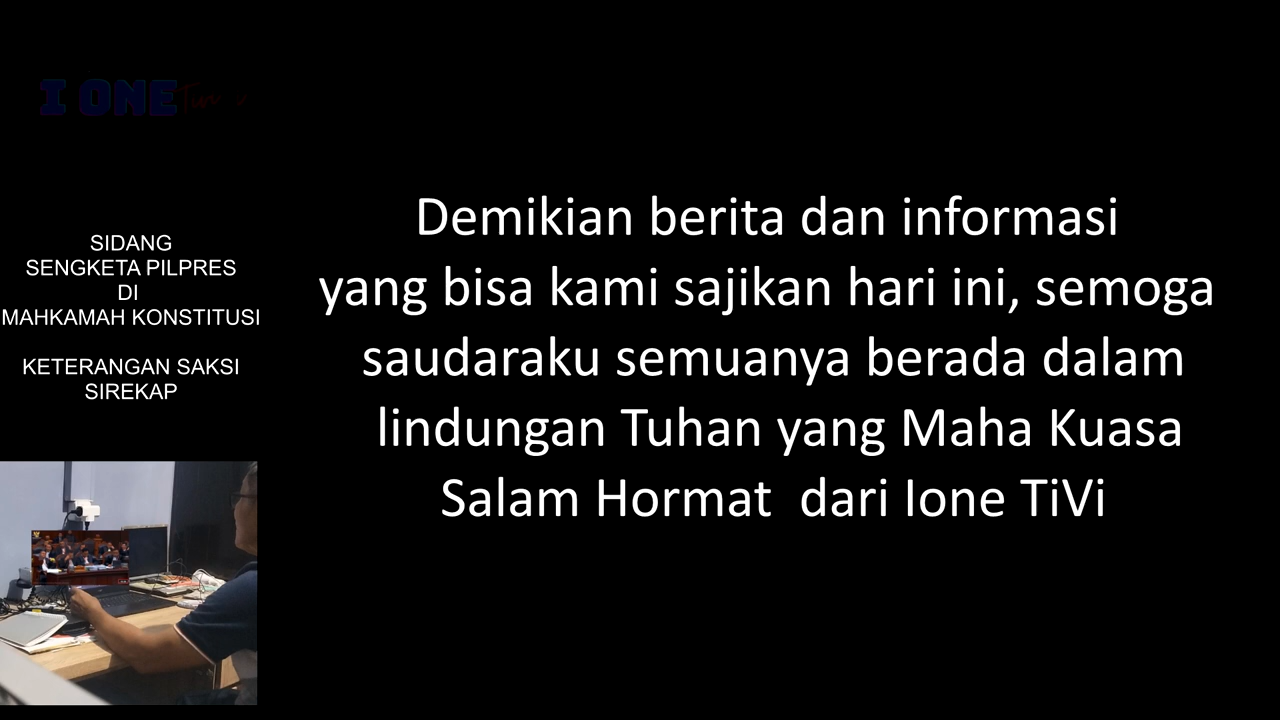 I ONE
SIDANG
SENGKETA PILPRES
DI
MAHKAMAH KONSTITUSI
KETERANGAN SAKSI
SIREKAP
Demikian berita dan informasi
yang bisa kami sajikan hari ini, semoga
saudaraku semuanya berada dalam
lindungan Tuhan yang Maha Kuasa
Salam Hormat dari Ione TiVi